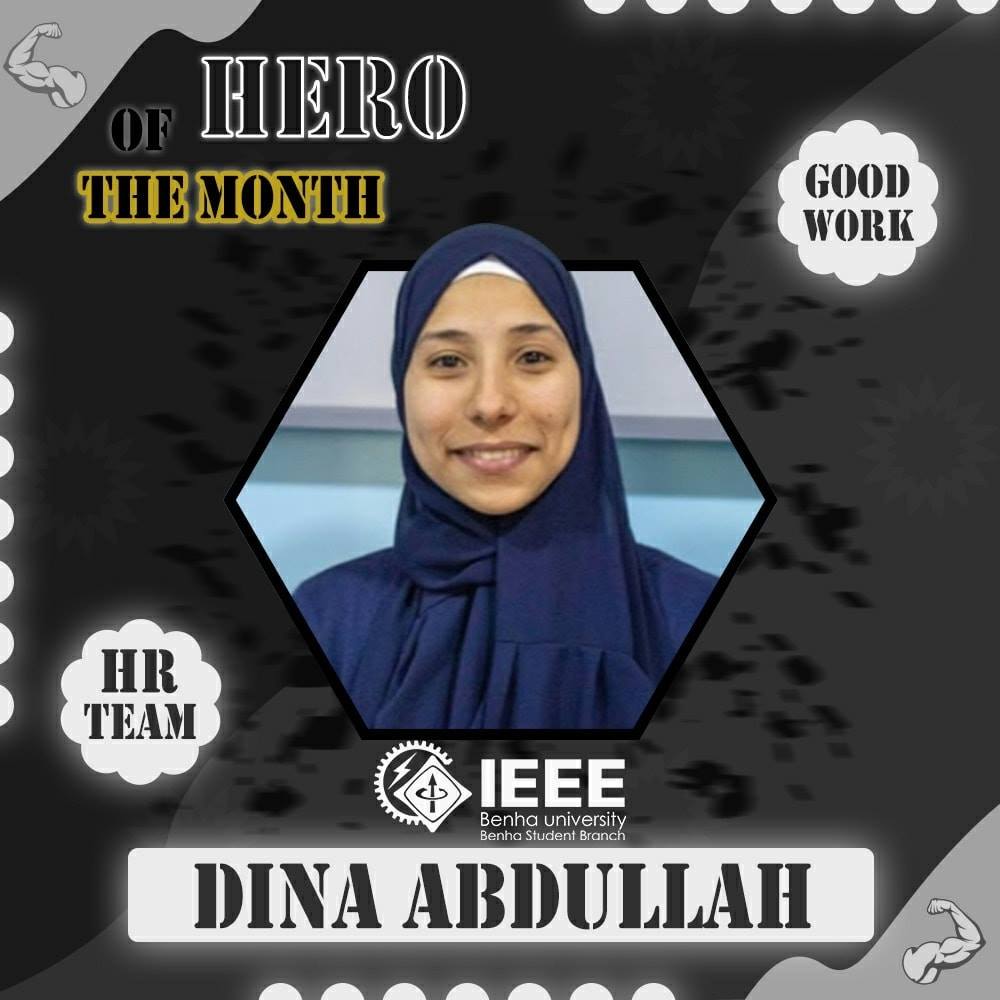 HERO
OF
THE MONTH
GOOD
WORK
HR
TEAM
IEEE
Benha university
Benha Student Branch
DINA ABDULLAH